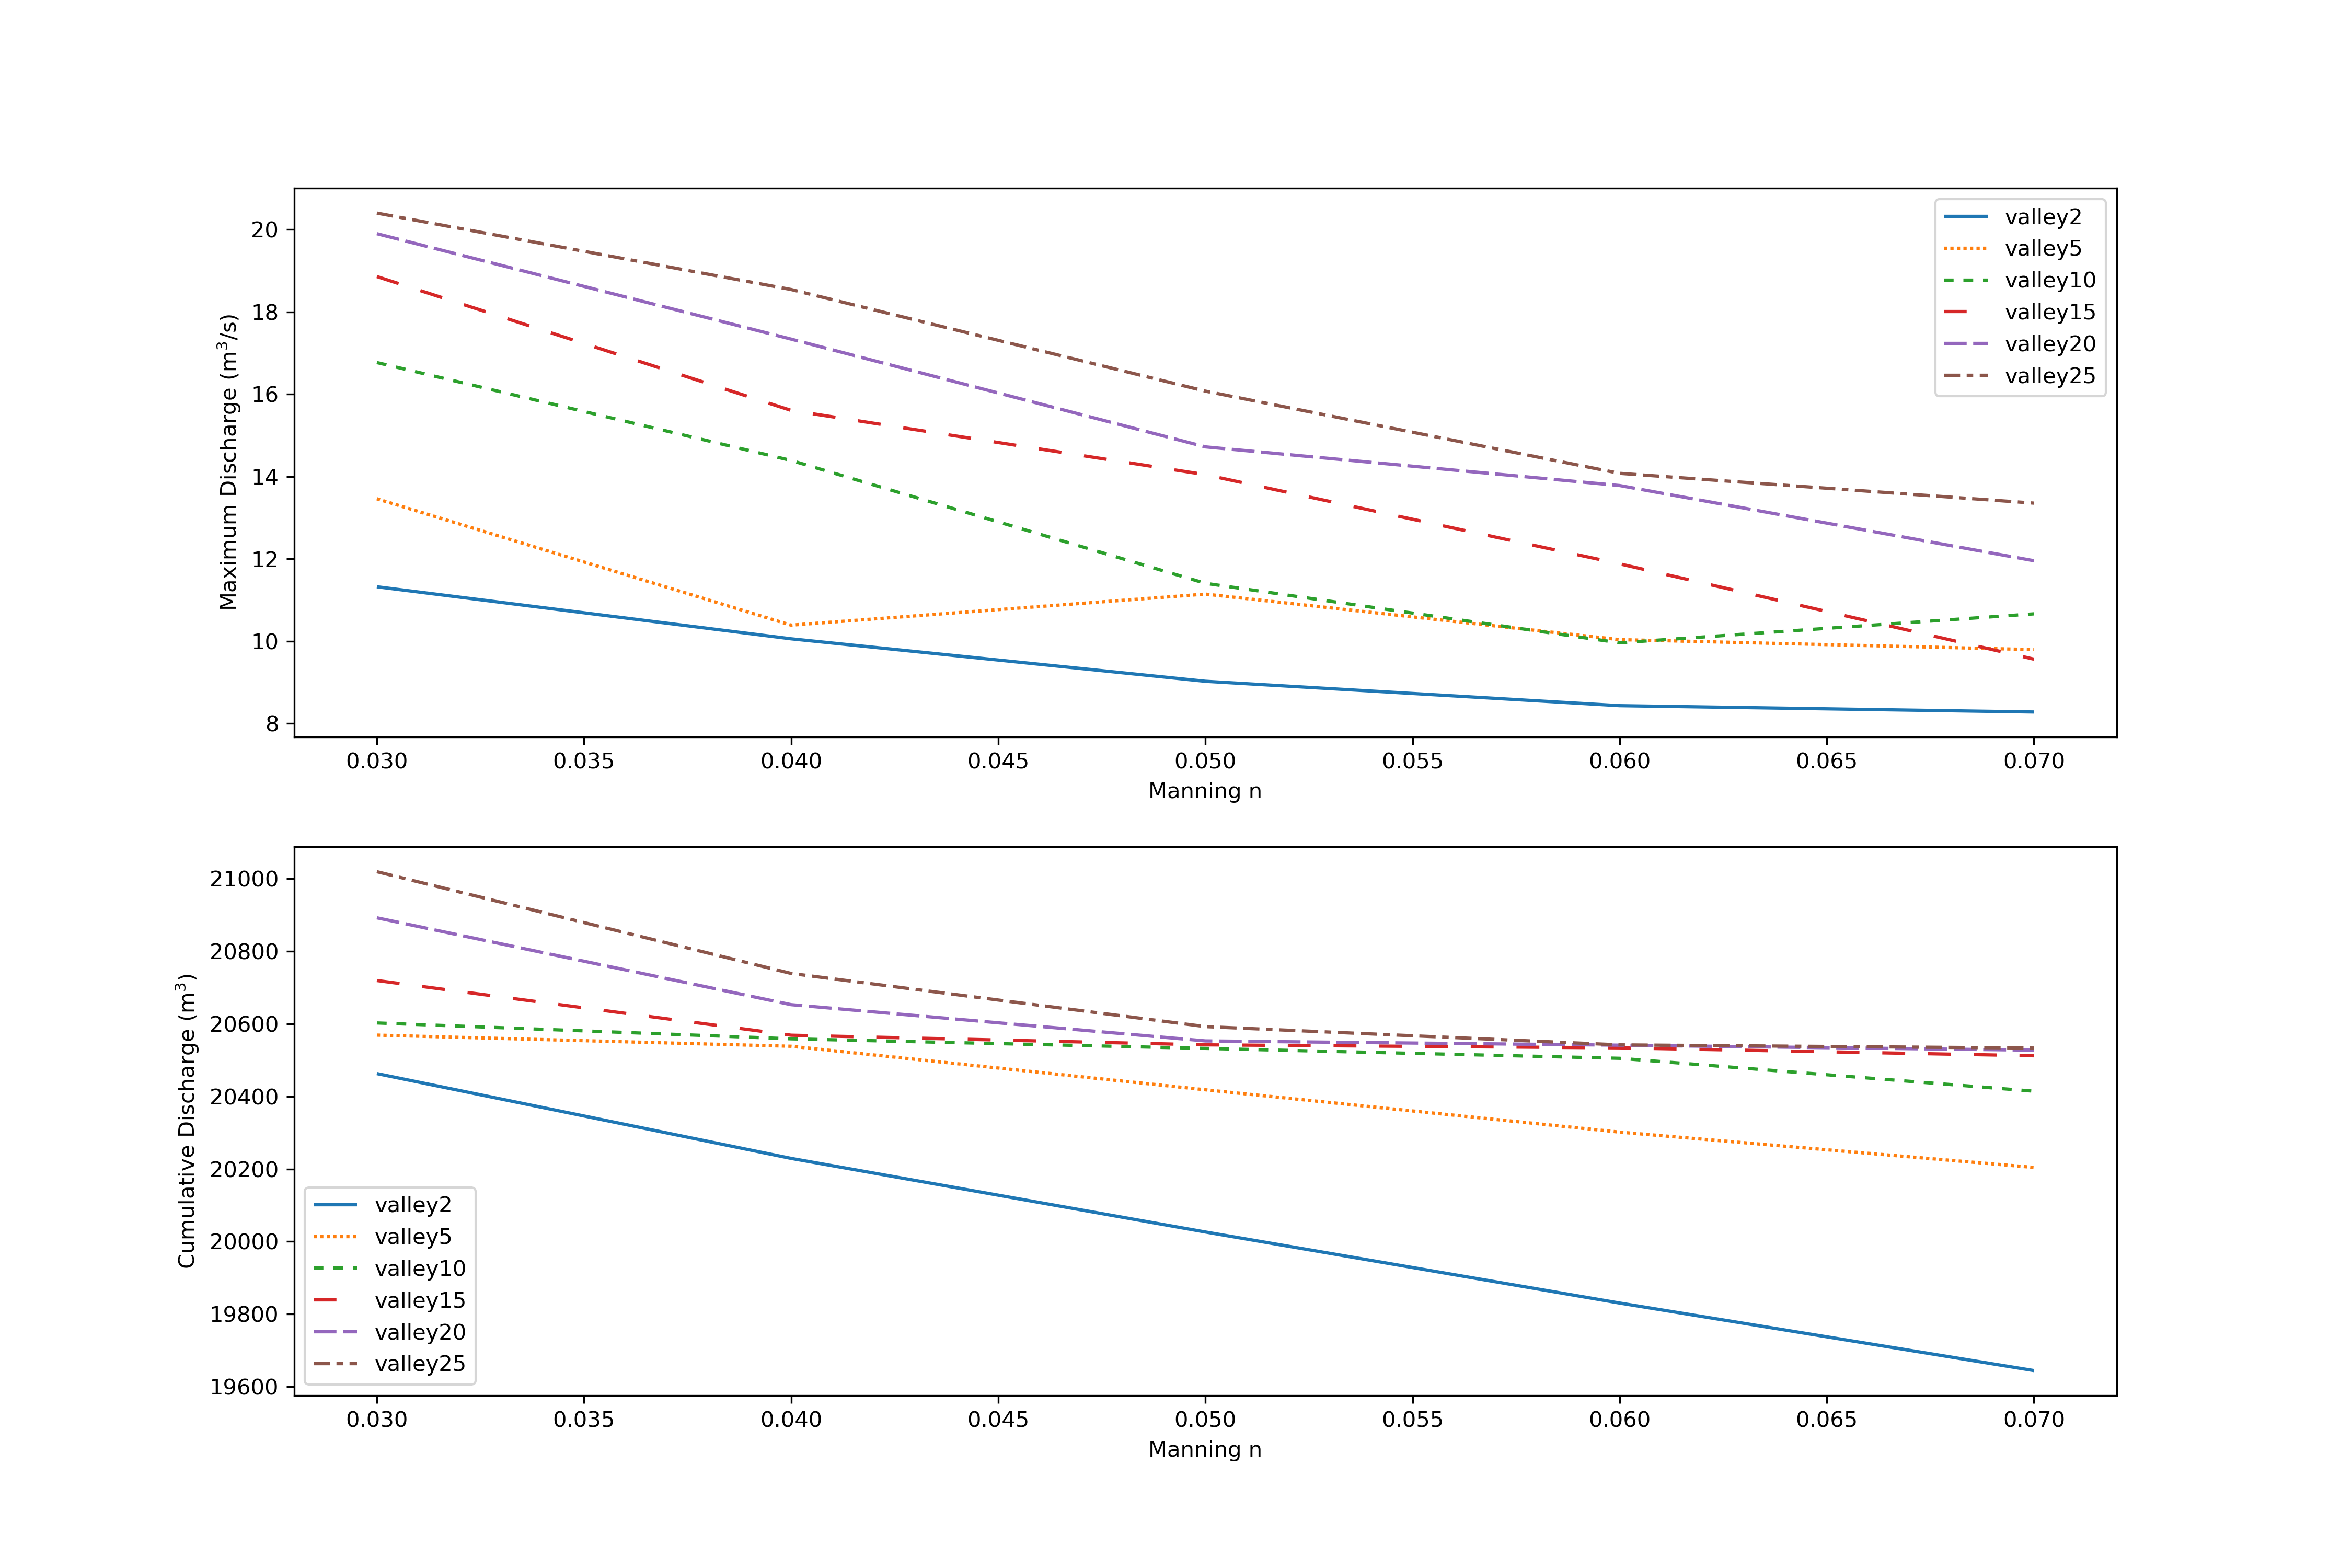 20
18
16
14
12
10
8
Maximum Discharge (m³/s)
valley2
valley5
valley10
valley15
valley20
valley25
0.030 0.035 0.040 0.045 0.050 0.055 0.060 0.065 0.070
Manning n
21000
20800
20600
20400
20200
20000
19800
19600
Cumulative Discharge (m³)
valley2
valley5
valley10
valley15
valley20
valley25
0.030 0.035 0.040 0.045 0.050 0.055 0.060 0.065 0.070
Manning n